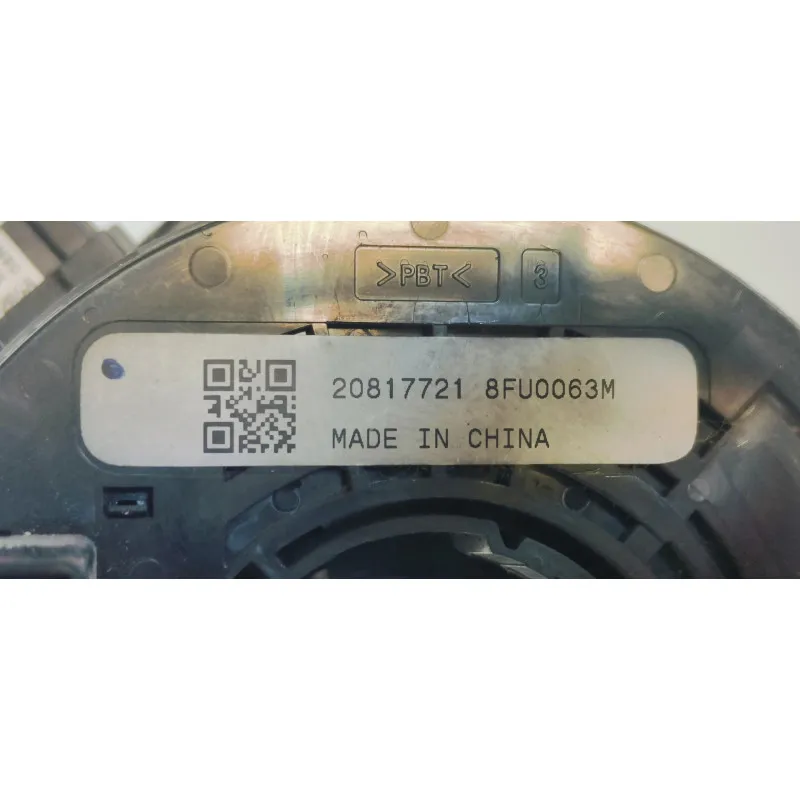 >PBT< 3
20817721 8FU0063M
MADE IN CHINA